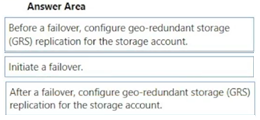 Answer Area
Before a failover, configure geo-redundant storage
(GRS) replication for the storage account.
Initiate a failover.
After a failover, configure geo-redundant storage (GRS)
replication for the storage account.